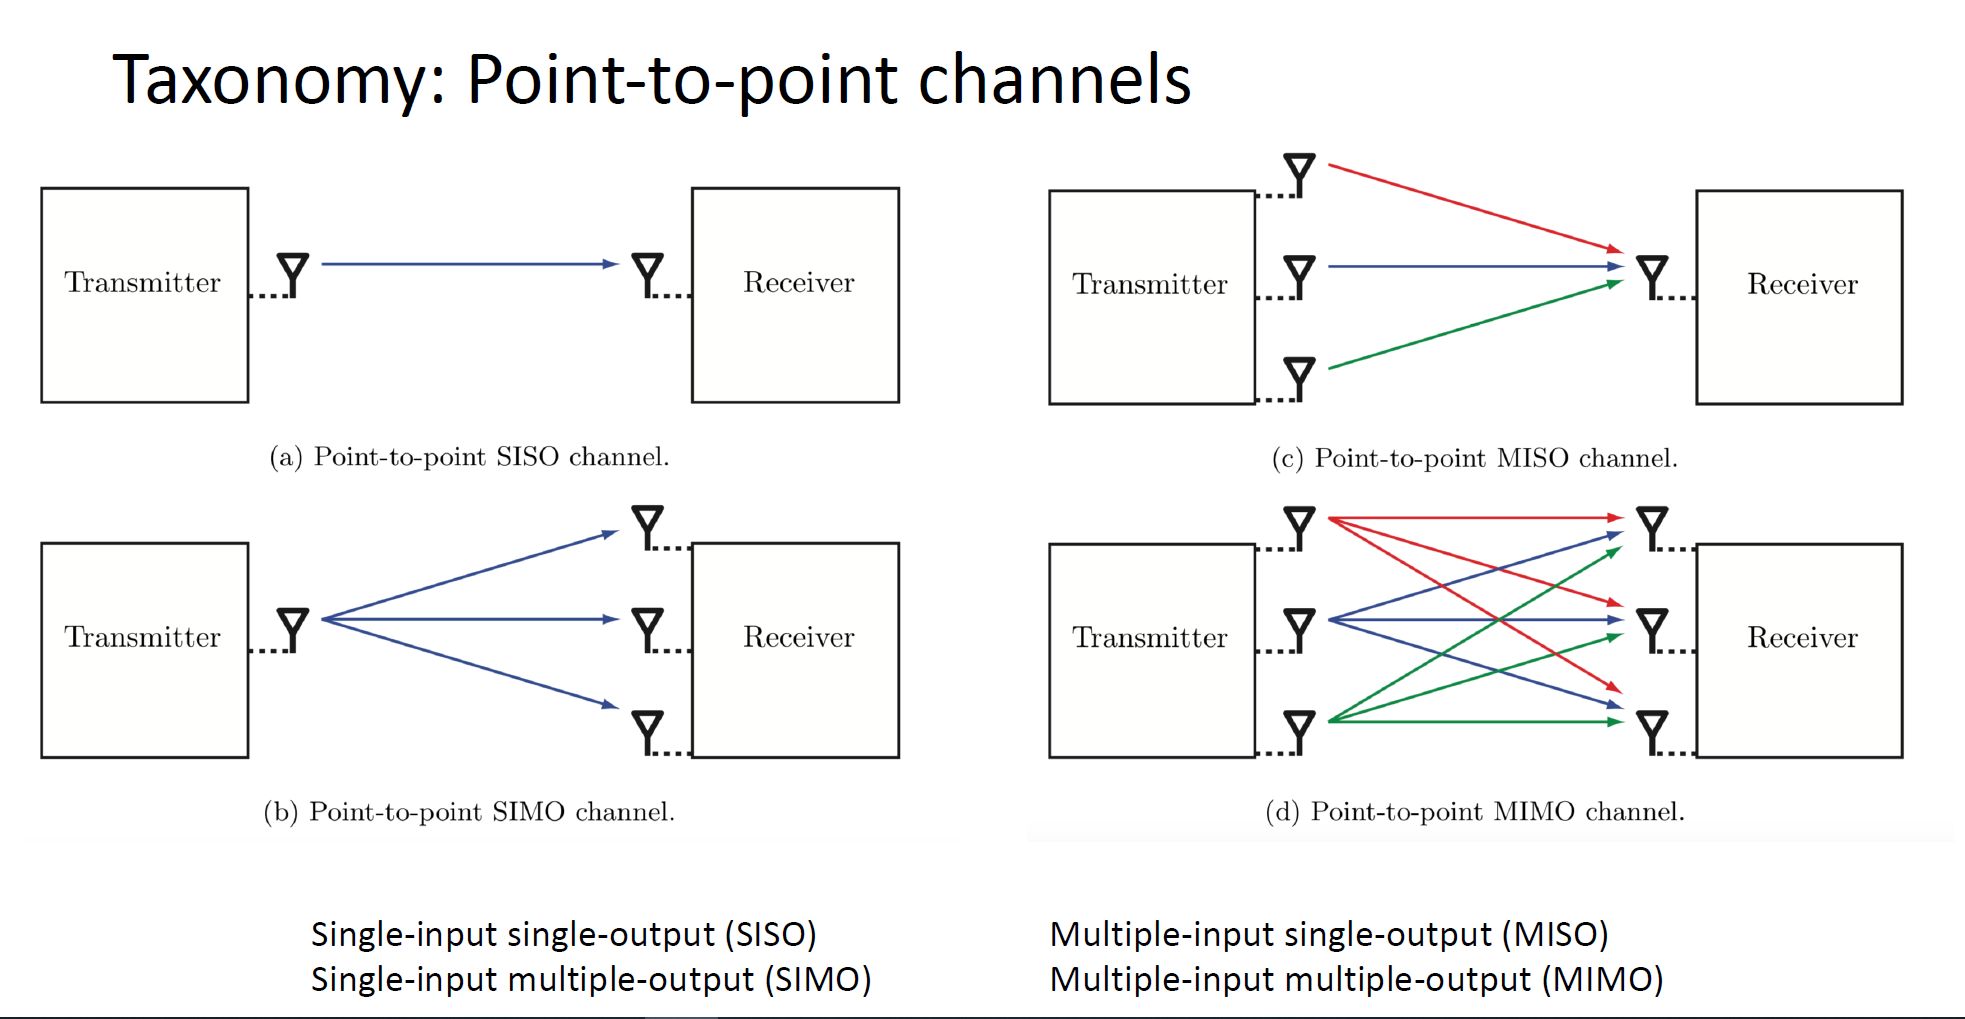 Taxonomy: Point-to-point channels
Transmitter
Receiver
(a) Point-to-point SISO channel.
Transmitter
Receiver
(b) Point-to-point SIMO channel.
Transmitter
Receiver
(c) Point-to-point MISO channel.
Transmitter
Receiver
(d) Point-to-point MIMO channel.
Single-input single-output (SISO)
Single-input multiple-output (SIMO)
Multiple-input single-output (MISO)
Multiple-input multiple-output (MIMO)